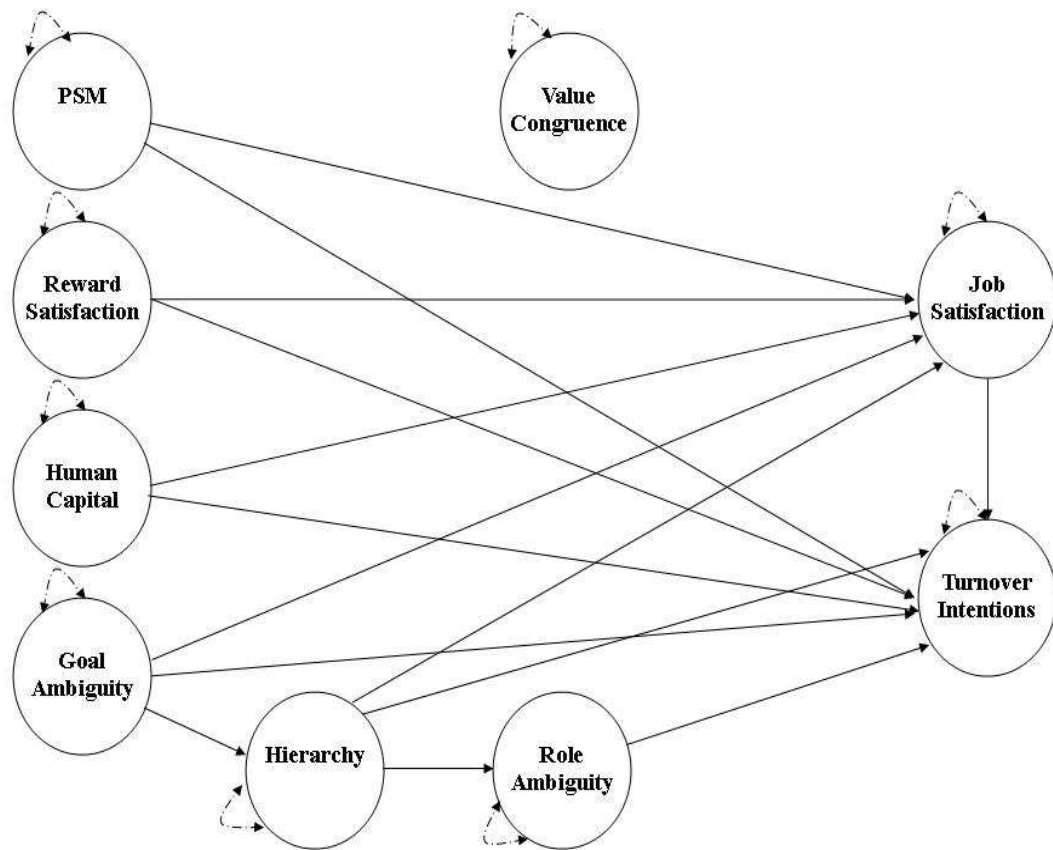 PSM
Value
Congruence
Reward
Satisfaction
Job
Satisfaction
Human
Capital
Turnover
Intentions
Goal
Ambiguity
Hierarchy
Role
Ambiguity